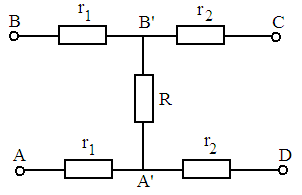 B r₁ B' r₂ C
R
A r₁ A' r₂ D